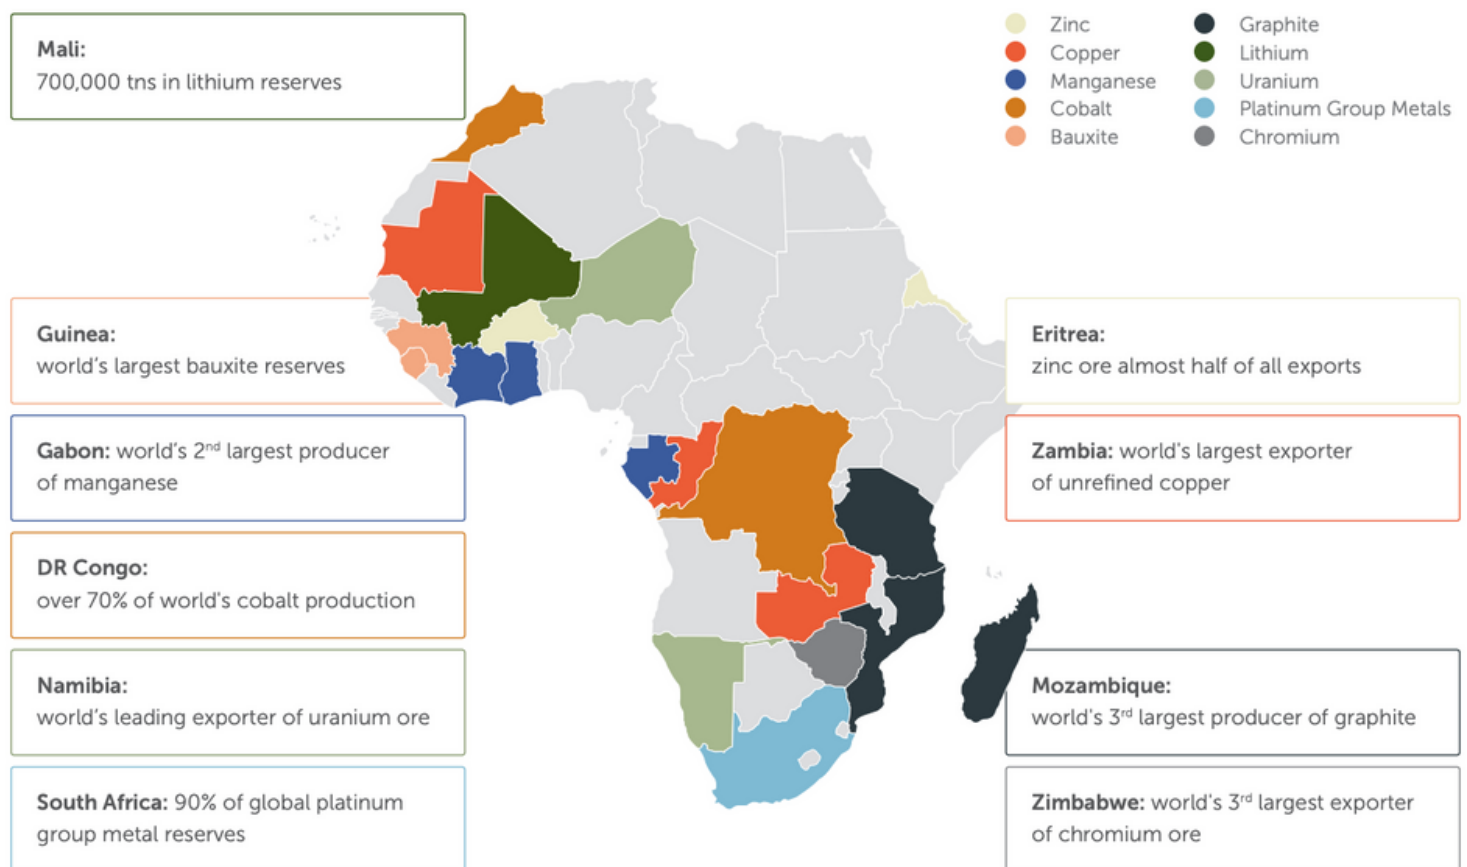 Mali:
700,000 tns in lithium reserves
Guinea:
world's largest bauxite reserves
Gabon: world's 2nd largest producer
of manganese
DR Congo:
over 70% of world's cobalt production
Namibia:
world's leading exporter of uranium ore
South Africa: 90% of global platinum
group metal reserves
Zinc
Copper
Manganese
Cobalt
Bauxite
Graphite
Lithium
Uranium
Platinum Group Metals
Chromium
Eritrea:
zinc ore almost half of all exports
Zambia: world's largest exporter
of unrefined copper
Mozambique:
world's 3rd largest producer of graphite
Zimbabwe: world's 3rd largest exporter
of chromium ore